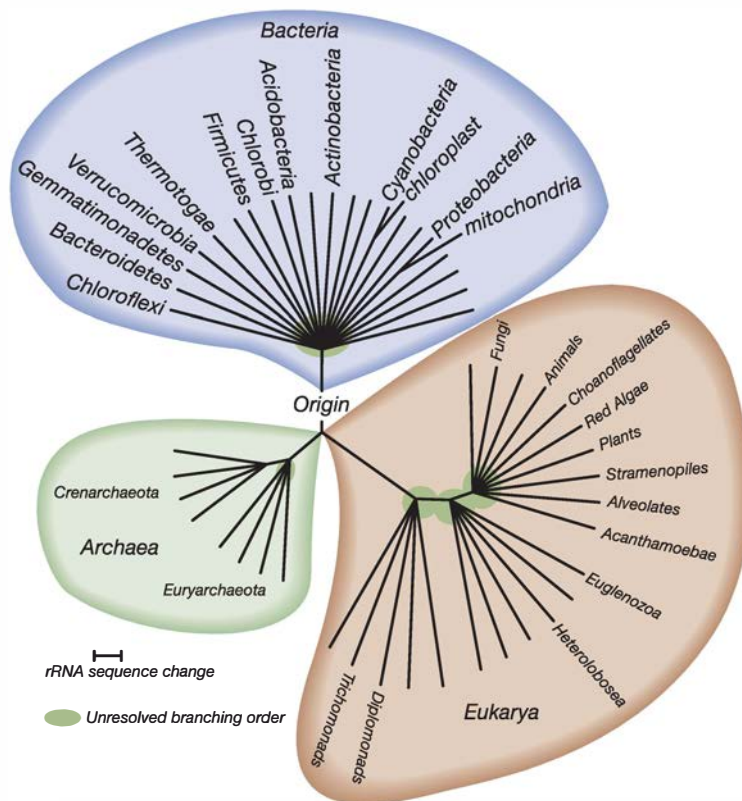 Bacteria
Chloroflexi
Bacteroidetes
Gemmatimonadetes
Verrucomicrobia
Thermotogae
Firmicutes
Chlorobi
Acidobacteria
Actinobacteria
Cyanobacteria
chloroplast
Proteobacteria
mitochondria
Origin
Crenarchaeota
Archaea
Euryarchaeota
Fungi
Animals
Choanoflagellates
Red Algae
Plants
Stramenopiles
Alveolates
Acanthamoebae
Euglenozoa
Heterolobosea
Trichomonads
Diplomonads
Eukarya
rRNA sequence change
Unresolved branching order